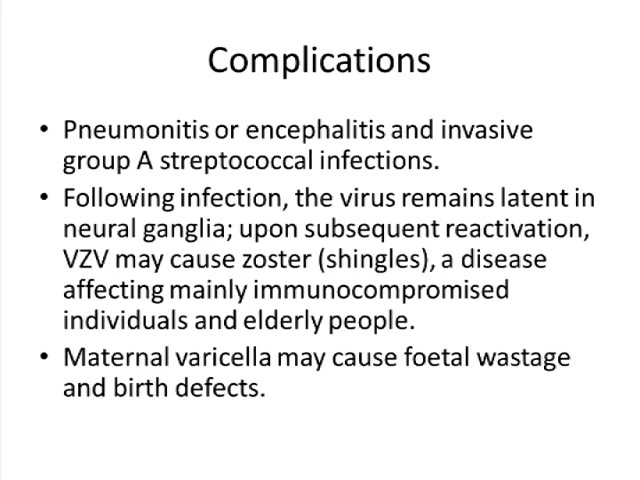 Complications
• Pneumonitis or encephalitis and invasive
group A streptococcal infections.
• Following infection, the virus remains latent in
neural ganglia; upon subsequent reactivation,
VZV may cause zoster (shingles), a disease
affecting mainly immunocompromised
individuals and elderly people.
• Maternal varicella may cause foetal wastage
and birth defects.